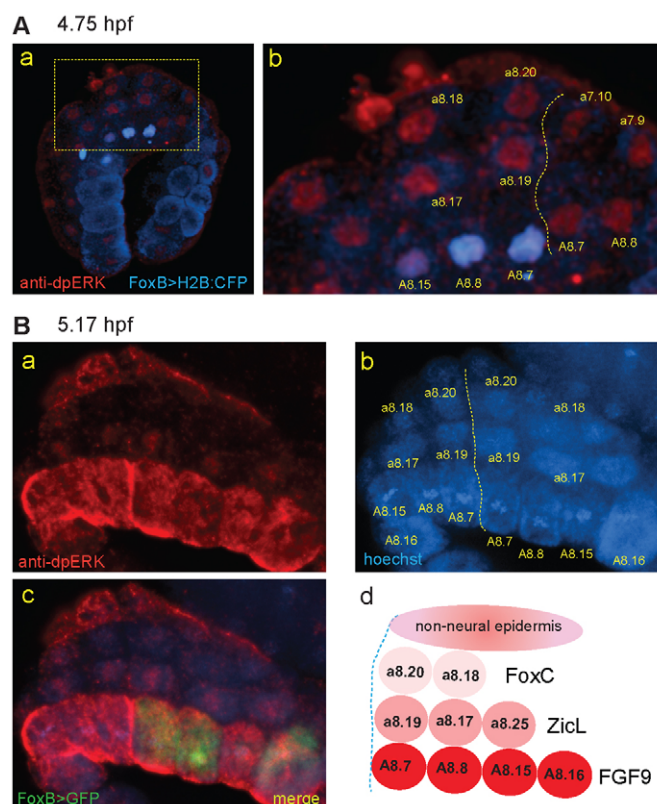 A 4.75 hpf
a
anti-dpERK FoxB>H2B:CFP
b
a8.20
a8.18
a7.10
a7.9
a8.19
a8.17
A8.7
A8.8
A8.15
A8.8
A8.7
B 5.17 hpf
a
anti-dpERK
b
a8.20
a8.20
a8.18
a8.18
a8.17
a8.19
a8.19
a8.17
A8.15
A8.8
A8.7
A8.16
A8.7
A8.8
A8.15
A8.16
hoechst
c
FoxB>GFP merge
d
non-neural epidermis
a8.20 a8.18 FoxC
a8.19 a8.17 a8.25 ZicL
A8.7 A8.8 A8.15 A8.16 FGF9